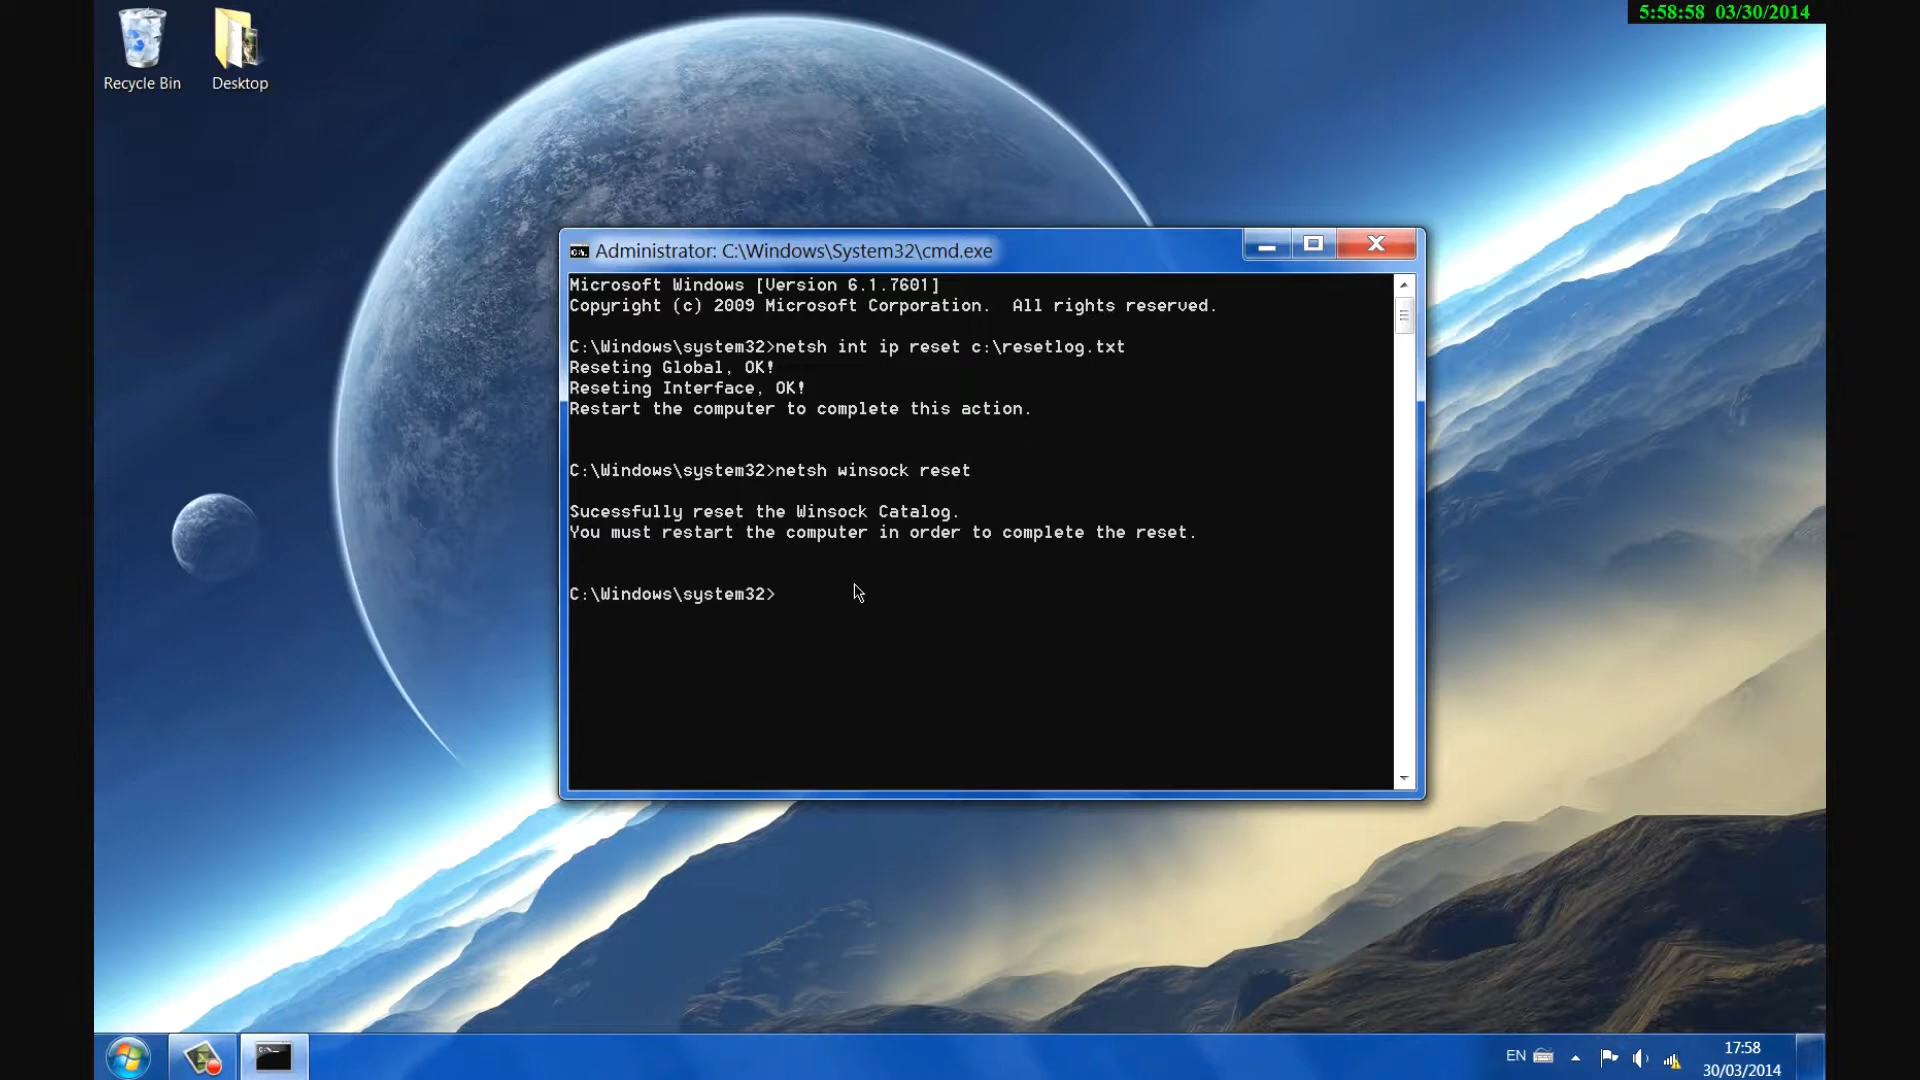 5:58:58 03/30/2014
Recycle Bin
Desktop
Administrator: C:\Windows\System32\cmd.exe
Microsoft Windows [Version 6.1.7601]
Copyright (c) 2009 Microsoft Corporation.  All rights reserved.
C:\Windows\system32>netsh int ip reset c:\resetlog.txt
Reseting Global, OK!
Reseting Interface, OK!
Restart the computer to complete this action.
C:\Windows\system32>netsh winsock reset
Sucessfully reset the Winsock Catalog.
You must restart the computer in order to complete the reset.
C:\Windows\system32>
EN
17:58
30/03/2014